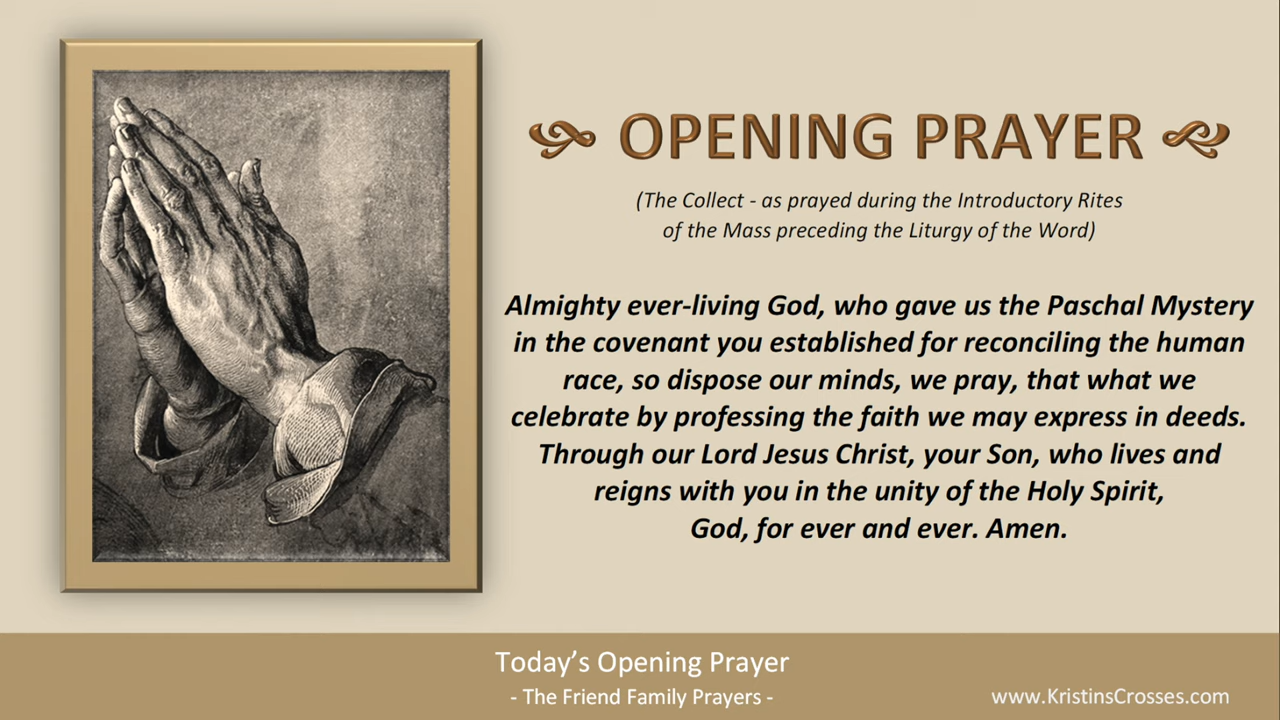 OPENING PRAYER
(The Collect - as prayed during the Introductory Rites
of the Mass preceding the Liturgy of the Word)
Almighty ever-living God, who gave us the Paschal Mystery
in the covenant you established for reconciling the human
race, so dispose our minds, we pray, that what we
celebrate by professing the faith we may express in deeds.
Through our Lord Jesus Christ, your Son, who lives and
reigns with you in the unity of the Holy Spirit,
God, for ever and ever. Amen.
Today's Opening Prayer
- The Friend Family Prayers -
www.KristinsCrosses.com